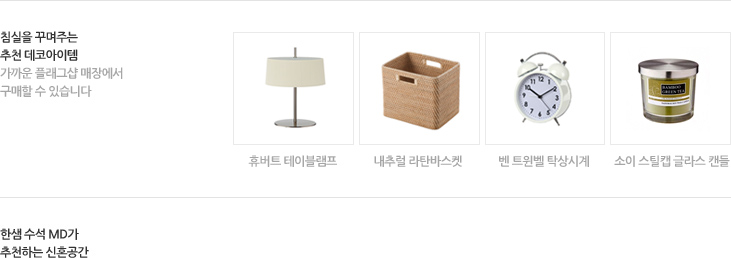 침실을 꾸며주는
추천 데코아이템
가까운 플래그샵 매장에서
구매할 수 있습니다
BAMBOO
GREEN TEA
휴버트 테이블램프
내추럴 라탄바스켓
벤 트윈벨 탁상시계
소이 스틸캡 글라스 캔들
한샘 수석 MD가
추천하는 신혼공간